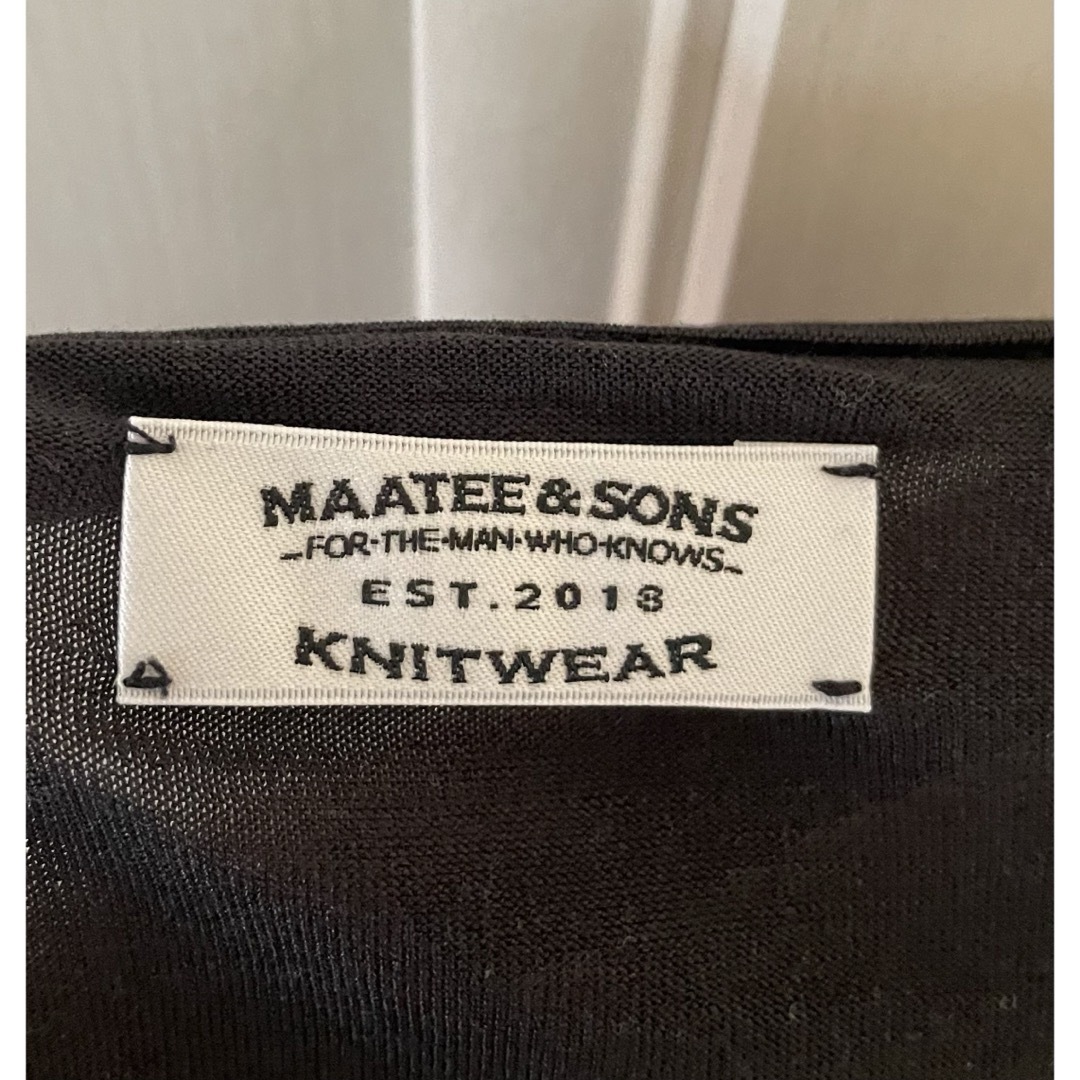 MAATEE & SONS
FOR·THE·MAN·WHO·KNOWS
EST.2018
KNITWEAR